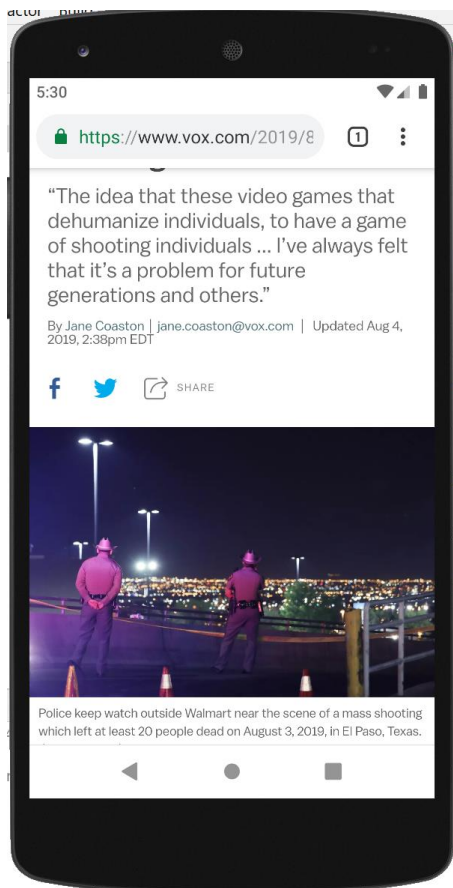 5:30
https://www.vox.com/2019/8
1
“The idea that these video games that
dehumanize individuals, to have a game
of shooting individuals ... I’ve always felt
that it’s a problem for future
generations and others.”
By Jane Coaston | jane.coaston@vox.com | Updated Aug 4,
2019, 2:38pm EDT
f
SHARE
Police keep watch outside Walmart near the scene of a mass shooting
which left at least 20 people dead on August 3, 2019, in El Paso, Texas.